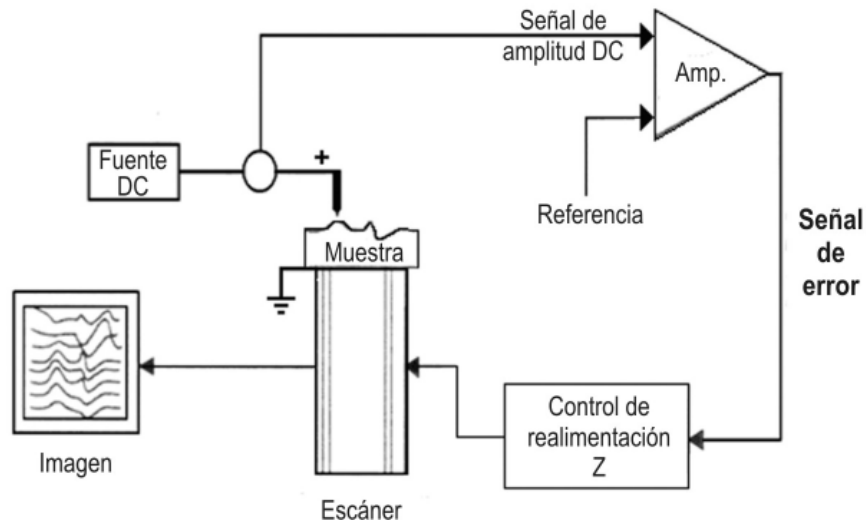 Señal de
amplitud DC
Amp.
Fuente
DC
+
Referencia
Muestra
Señal
de
error
Control de
realimentación
Z
Imagen
Escáner